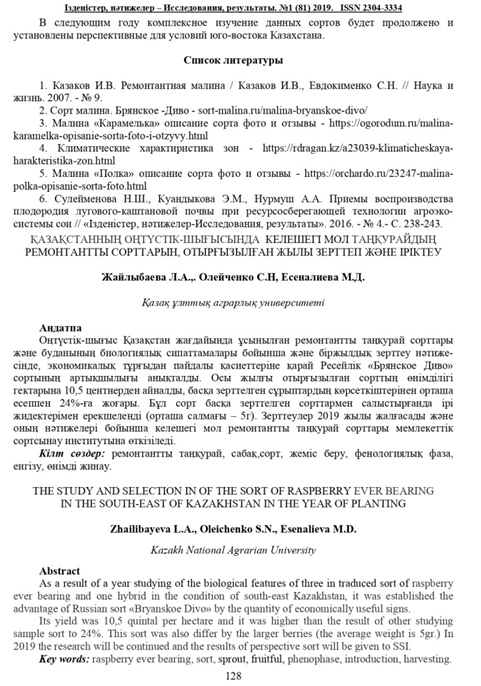 Ізденістер, нәтижелер – Исследования, результаты. №1 (81) 2019. ISSN 2304-3334
В следующим году комплексное изучение данных сортов будет продолжено и
установлены перспективные для условий юго-востока Казахстана.
Список литературы
1. Казаков И.В. Ремонтантная малина // Казаков И.В., Евдокименко С.Н. // Наука и
жизнь. 2007. - № 9.
2. Сорт малина. Брянское -Диво - sort-malina.ru/malina-bryanskoe-divo/
3. Малина «Карамелька» описание сорта фото и отзывы - https://ogorodum.ru/malina-
karamelka-opisanie-sorta-foto-i-otzyvy.html
4. Климатические характиристика зон - https://rdragan.kz/a23039-klimaticheskaya-
harakteristika-zon.html
5. Малина «Полка» описание сорта фото и отзывы - https://orchardo.ru/23247-malina-
polka-opisanie-sorta-foto.html
6. Сулейменова Н.Ш., Куандыкова Э.М., Нурмуш А.А. Приемы воспроизводства
плодородия лугового-каштановой почвы при ресурсосберегающей технологии агроэко-
системы сои // «Ізденістер, нәтижелер-Исследования, результаты». 2016. - № 4.- С. 238-243.
ҚАЗАҚСТАННЫҢ ОҢТҮСТІК-ШЫҒЫСЫНДА КЕЛЕШЕГІ МОЛ ТАҢҚУРАЙДЫҢ
РЕМОНТАНТТЫ СОРТТАРЫН, ОТЫРҒЫЗЫЛҒАН ЖЫЛЫ ЗЕРТТЕП ЖӘНЕ ІРІКТЕУ
Жайлыбаева Л.А.,. Олейченко С.Н, Есеналиева М.Д.
Қазақ ұлттық аграрлық университеті
Аңдатпа
Оңтүстік-шығыс Қазақстан жағдайында ұсынылған ремонтантты таңқурай сорттары
және буданының биологиялық сипаттамалары бойынша және біржылдық зерттеу нәтиже-
сінде, экономикалық тұрғыдан пайдалы қасиеттеріне қарай Ресейлік «Брянское Диво»
сортының артықшылығы анықталды. Осы жылғы отырғызылған сорттың өнімділігі
гектарына 10,5 центнерден айналды, басқа зерттелген сұрыптардың көрсеткіштерінен орташа
есеппен 24%-ға жоғары. Бұл сорт басқа зерттелген сорттармен салыстырғанда ірі
жидектерімен ерекшеленді (орташа салмағы – 5г). Зерттеулер 2019 жылы жалғасады және
оның нәтижелері бойынша келешегі мол ремонтантты таңқурай сорттары мемлекеттік
сортсынау институтына өткізіледі.
Кілт сөздер: ремонтантты таңқурай, сабақ,сорт, жеміс беру, фенологиялық фаза,
енгізу, өнімді жинау.
THE STUDY AND SELECTION IN OF THE SORT OF RASPBERRY EVER BEARING
IN THE SOUTH-EAST OF KAZAKHSTAN IN THE YEAR OF PLANTING
Zhailibayeva L.A., Oleichenko S.N., Esenalieva M.D.
Kazakh National Agrarian University
Abstract
As a result of a year studying of the biological features of three in traduced sort of raspberry
ever bearing and one hybrid in the condition of south-east Kazakhstan, it was established the
advantage of Russian sort «Bryanskoe Divo» by the quantity of economically useful signs.
Its yield was 10,5 quintal per hectare and it was higher than the result of other studying
sample sort to 24%. This sort was also differ by the larger berries (the average weight is 5gr.) In
2019 the research will be continued and the results of perspective sort will be given to SSI.
Key words: raspberry ever bearing, sort, sprout, fruitful, phenophase, introduction, harvesting.
128